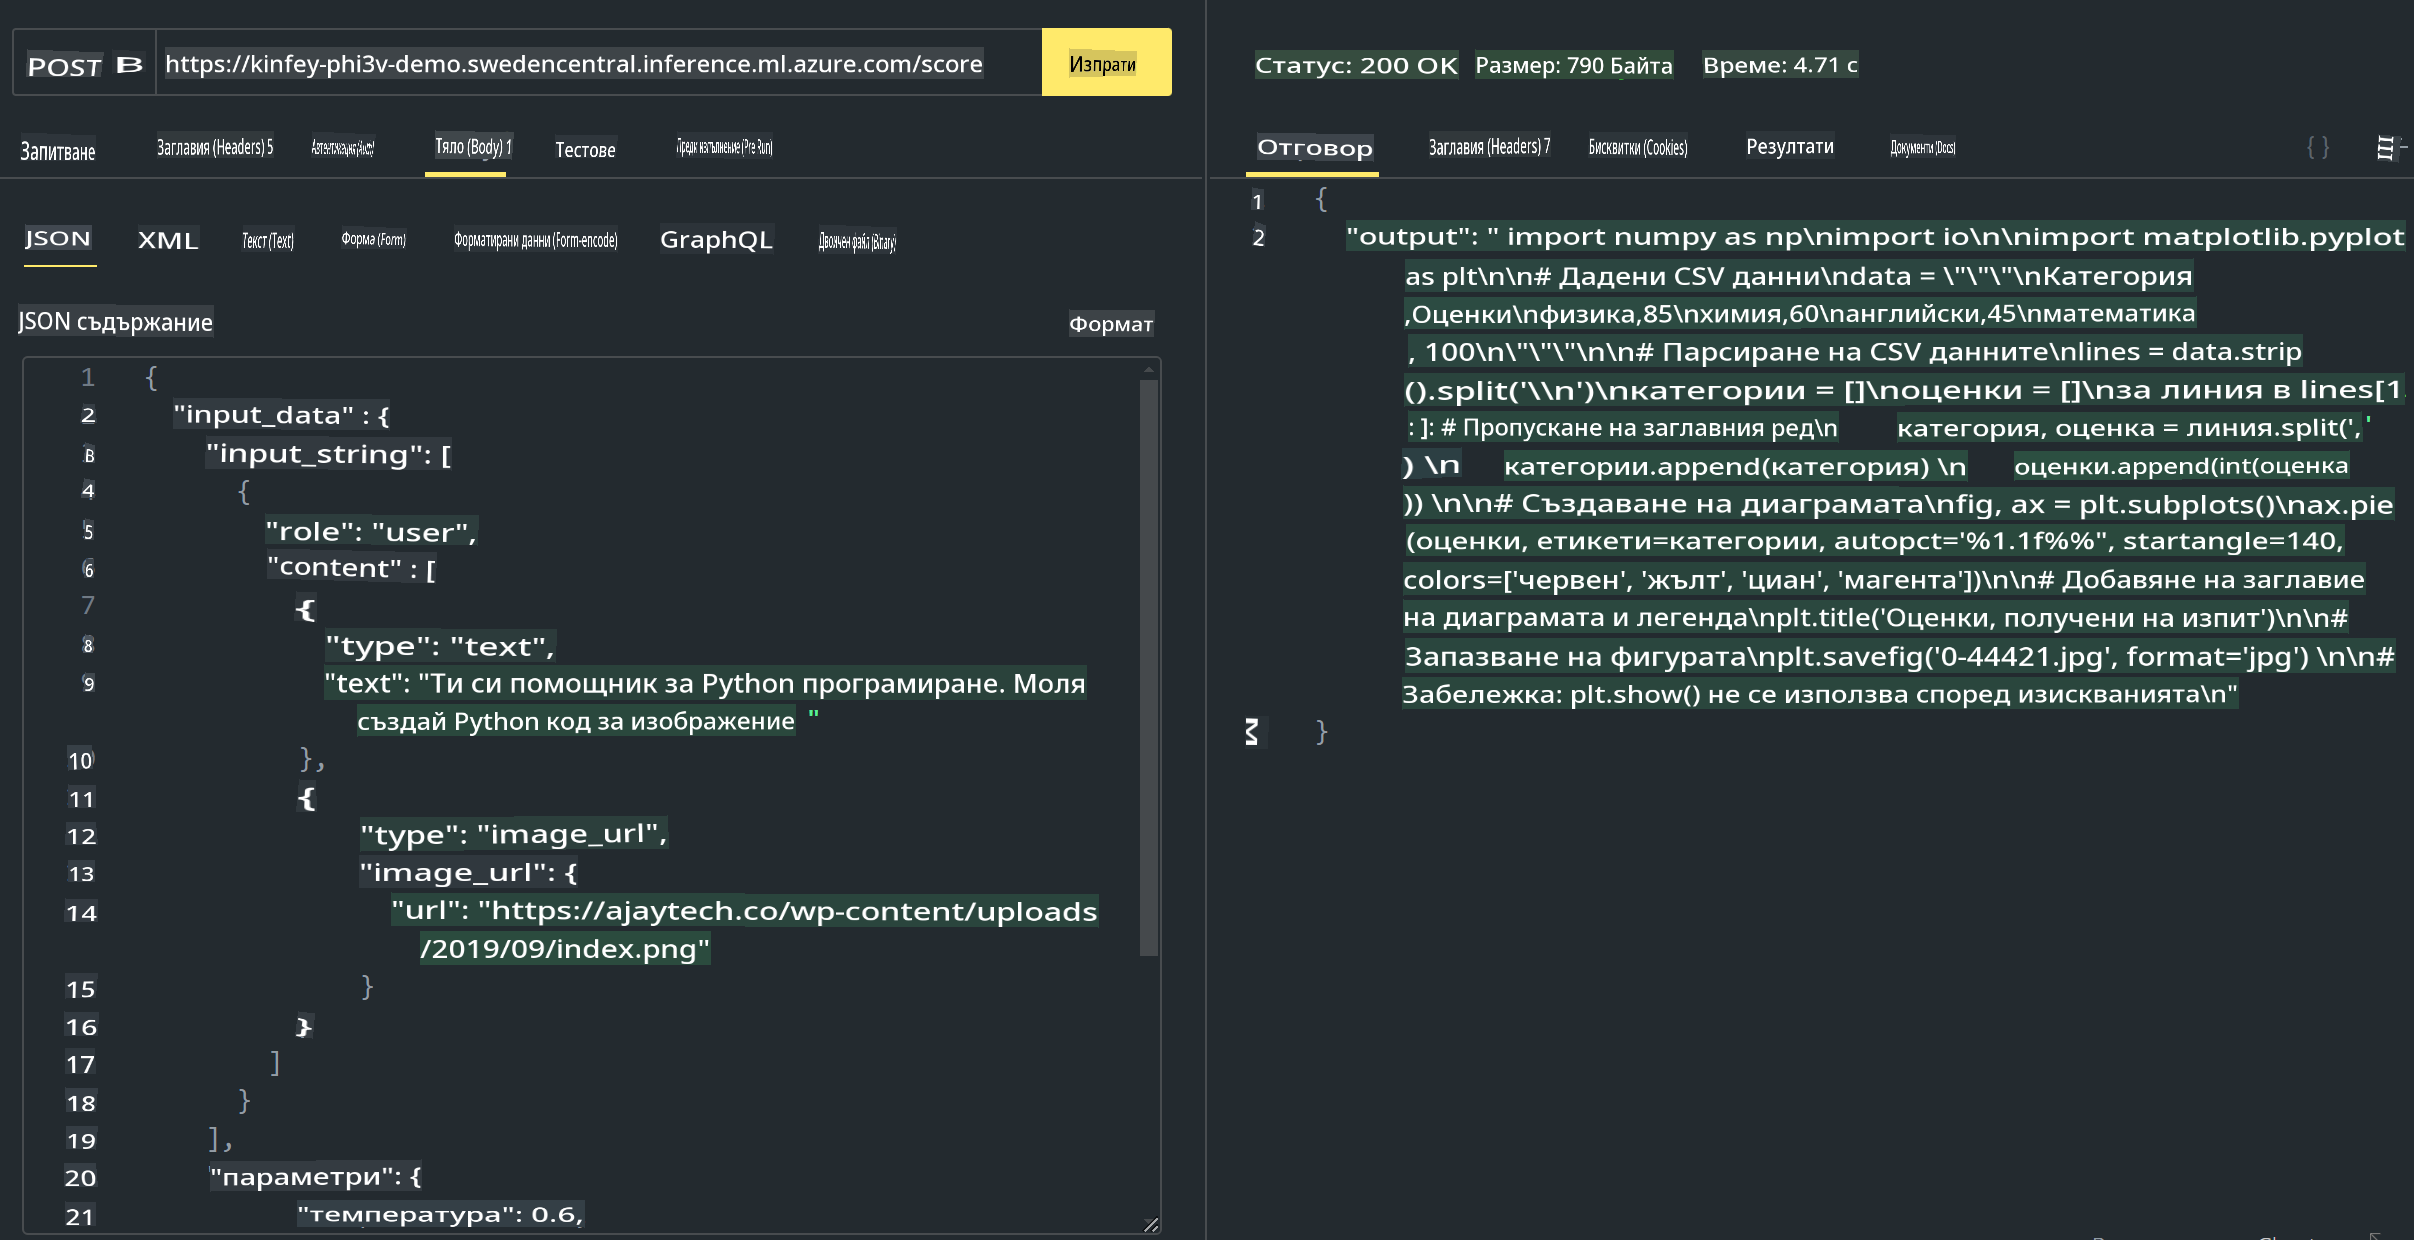 POST B https://kinfey-phi3v-demo.swedencentral.inference.ml.azure.com/score Изпрати
Запитване Заглавия (Headers) 5 Тяло (Body) 1 Тестове
JSON XML Текст (Text) Форма (Form) Форматирани данни (Form-encode) GraphQL Двоичен файл (Binary)
JSON съдържание Формат
1 {
2 "input_data" : {
"input_string": [
4 {
5 "role": "user",
6 "content" : [
7 {
8 "type": "text",
9 "text": "Ти си помощник за Python програмиране. Моля
създай Python код за изображение "
10 },
11 {
12 "type": "image_url",
13 "image_url": {
14 "url": "https://ajaytech.co/wp-content/uploads
/2019/09/index.png"
15 }
16 }
17 ]
18 }
19 ],
20 "параметри": {
21 "температура": 0.6,
Статус: 200 OK Размер: 790 Байта Време: 4.71 с
Отговор Заглавия (Headers) 7 Бисквитки (Cookies) Резултати Документи (Docs) { }
1 {
2 "output": " import numpy as np\nimport io\n\nimport matplotlib.pyplot
as plt\n\n# Дадени CSV данни\ndata = \"\"\"\nКатегория
,Оценки\nфизика,85\nхимия,60\nанглийски,45\nматематика
, 100\n\"\"\"\n\n# Парсиране на CSV данните\nlines = data.strip
().split('\\n')\nкатегории = []\nоценки = []\nза линия в lines[1
: ]: # Пропускане на заглавния ред\n категория, оценка = линия.split(','
) \n категории.append(категория) \n оценки.append(int(оценка
)) \n\n# Създаване на диаграмата\nfig, ax = plt.subplots()\nax.pie
(оценки, етикети=категории, autopct='%1.1f%%", startangle=140,
colors=['червен', 'жълт', 'циан', 'магента'])\n\n# Добавяне на заглавие
на диаграмата и легенда\nplt.title('Оценки, получени на изпит')\n\n#
Запазване на фигурата\nplt.savefig('0-44421.jpg', format='jpg') \n\n#
Забележка: plt.show() не се използва според изискванията\n"
}